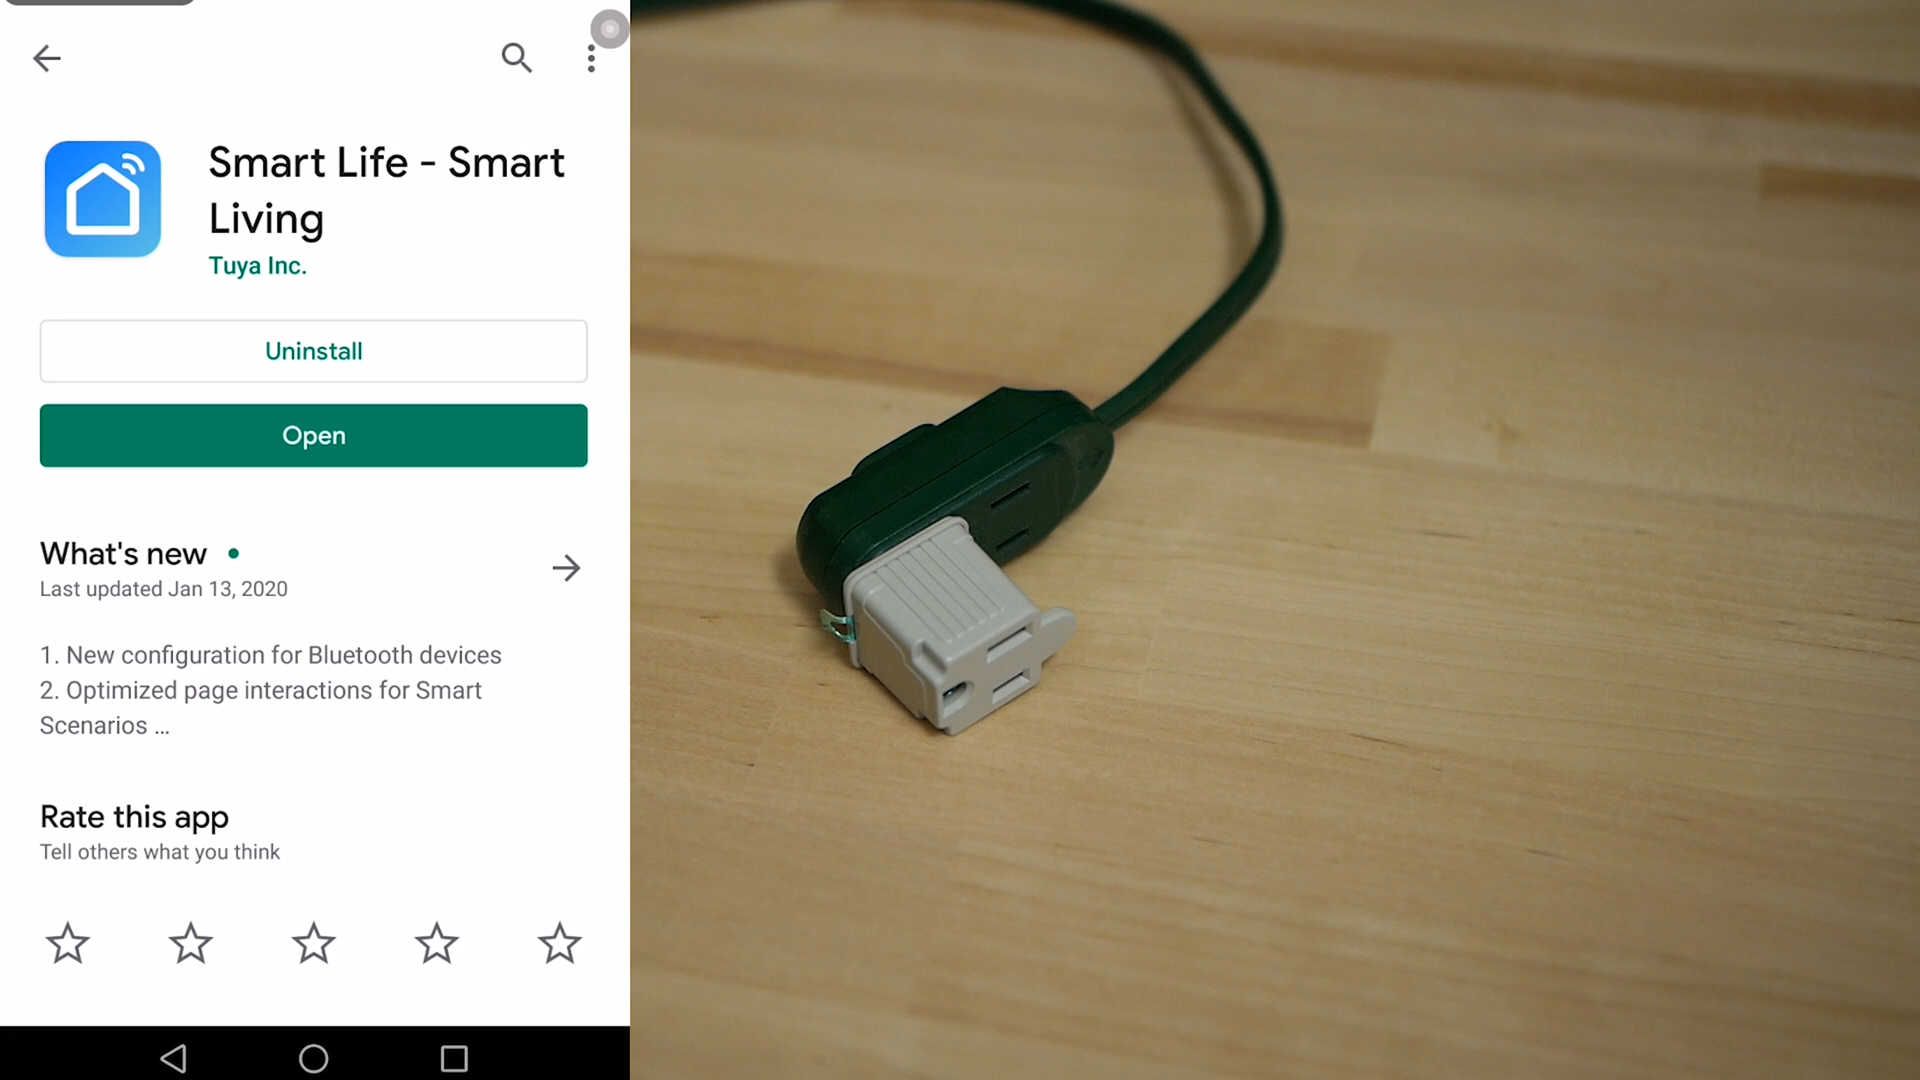 Smart Life - Smart
Living
Tuya Inc.
Uninstall
Open
What's new
Last updated Jan 13, 2020
1. New configuration for Bluetooth devices
2. Optimized page interactions for Smart
Scenarios ...
Rate this app
Tell others what you think